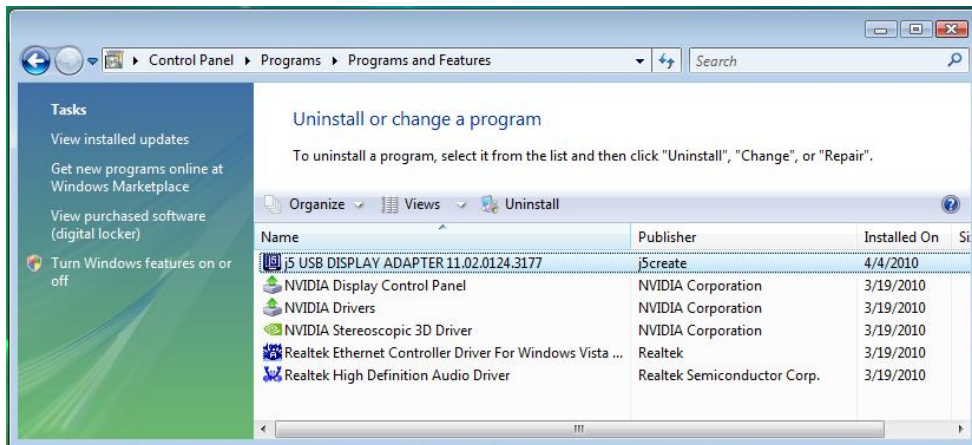 Control Panel ▸ Programs ▸ Programs and Features
Search
Tasks
View installed updates
Get new programs online at
Windows Marketplace
View purchased software
(digital locker)
Turn Windows features on or
off
Uninstall or change a program
To uninstall a program, select it from the list and then click "Uninstall", "Change", or "Repair".
Organize Views Uninstall
Name Publisher Installed On Si
j5 USB DISPLAY ADAPTER 11.02.0124.3177 j5create 4/4/2010
NVIDIA Display Control Panel NVIDIA Corporation 3/19/2010
NVIDIA Drivers NVIDIA Corporation 3/19/2010
NVIDIA Stereoscopic 3D Driver NVIDIA Corporation 3/19/2010
Realtek Ethernet Controller Driver For Windows Vista ... Realtek 3/19/2010
Realtek High Definition Audio Driver Realtek Semiconductor Corp. 3/19/2010